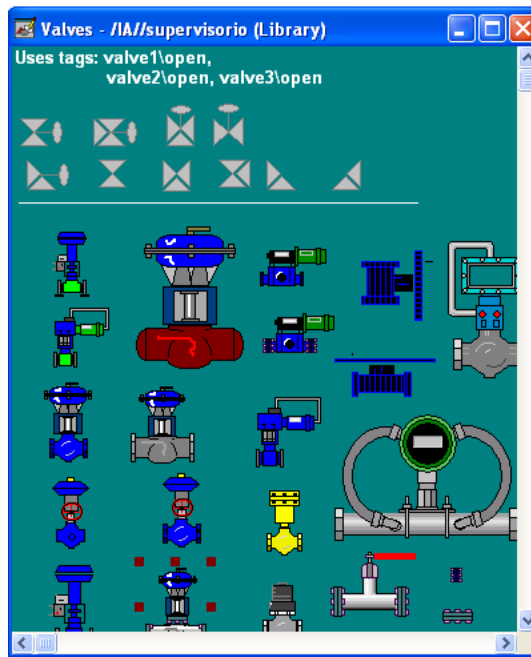 Valves - /IA//supervisorio (Library)
Uses tags: valve1\open,
valve2\open, valve3\open